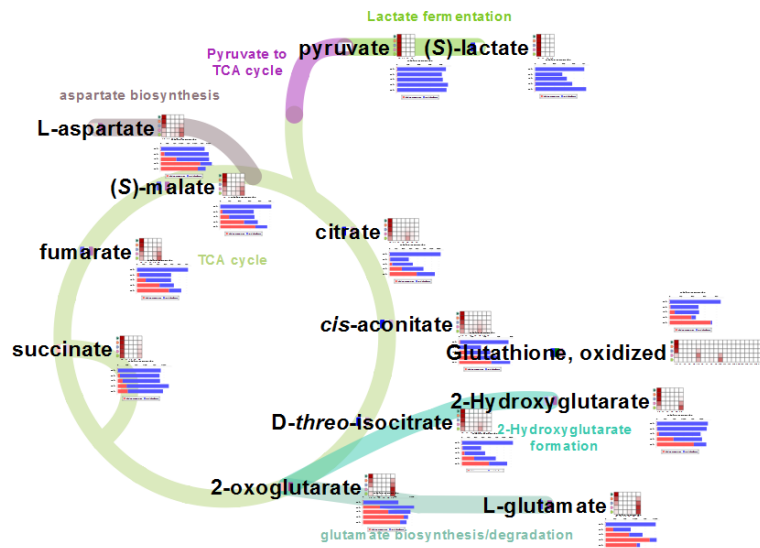 Lactate fermentation
pyruvate (S)-lactate
Pyruvate to
TCA cycle
aspartate biosynthesis
L-aspartate
(S)-malate
citrate
fumarate
TCA cycle
cis-aconitate
succinate
Glutathione, oxidized
2-Hydroxyglutarate
D-threo-isocitrate
2-Hydroxyglutarate
formation
2-oxoglutarate
L-glutamate
glutamate biosynthesis/degradation